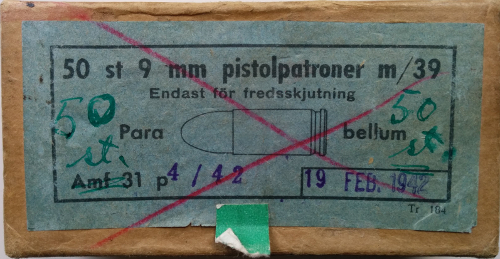 50 st 9 mm pistolpatroner m/39
Endast för fredsskjutning
50 50
Para bellum
st. st
Amf 31 p 4/42 19 FEB. 1942
Tr 104